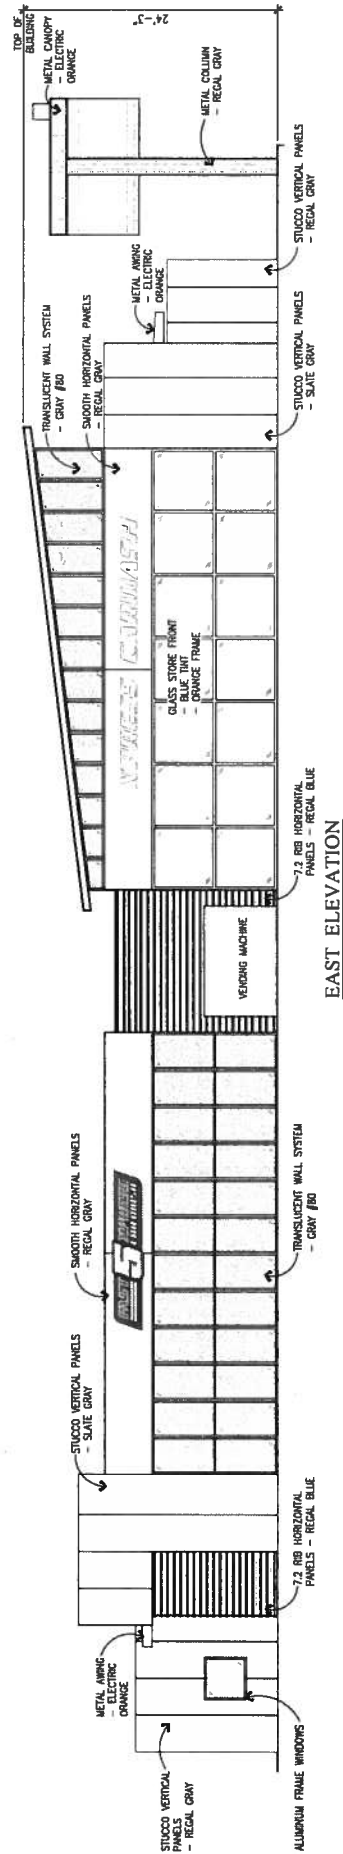 STUCCO VERTICAL
PANELS
- REGAL GRAY
METAL AWING
- ELECTRIC
ORANGE
STUCCO VERTICAL PANELS
- SLATE GRAY
SMOOTH HORIZONTAL PANELS
- REGAL GRAY
TRANSLUCENT WALL SYSTEM
- GRAY #80
SMOOTH HORIZONTAL PANELS
- REGAL GRAY
METAL AWING
- ELECTRIC
ORANGE
METAL CANOPY
- ELECTRIC
ORANGE
TOP OF
BUILDING
24'-3"
METAL COLUMN
- REGAL GRAY
GLASS STORE FRONT
- BLUE TINT
- ORANGE FRAME
VENDING MACHINE
ALUMINUM FRAME WINDOWS
7.2 RIB HORIZONTAL
PANELS - REGAL BLUE
TRANSLUCENT WALL SYSTEM
- GRAY #80
7.2 RIB HORIZONTAL
PANELS - REGAL BLUE
STUCCO VERTICAL PANELS
- SLATE GRAY
STUCCO VERTICAL PANELS
- REGAL GRAY
EAST ELEVATION